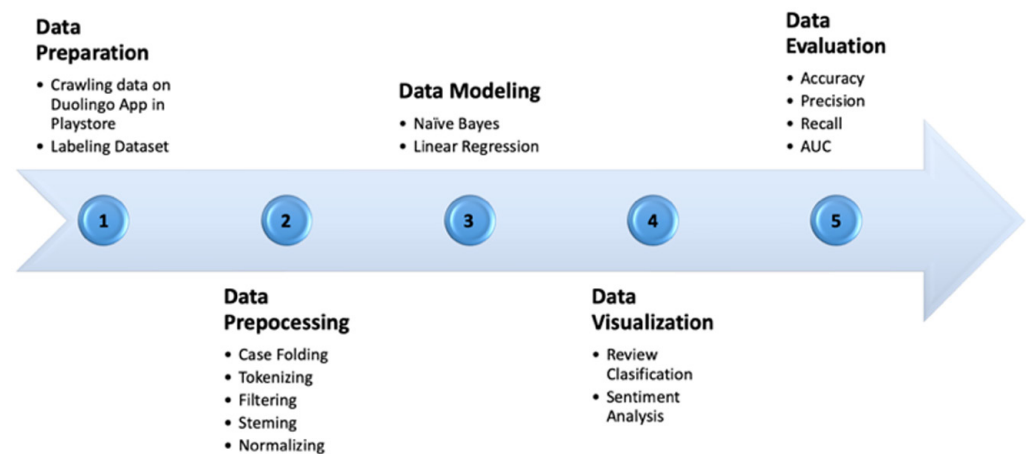 Data
Preparation
• Crawling data on
Duolingo App in
Playstore
• Labeling Dataset
1
Data
Prepocessing
• Case Folding
• Tokenizing
• Filtering
• Steming
• Normalizing
2
Data Modeling
• Naïve Bayes
• Linear Regression
3
Data
Visualization
• Review
Clasification
• Sentiment
Analysis
4
Data
Evaluation
• Accuracy
• Precision
• Recall
• AUC
5